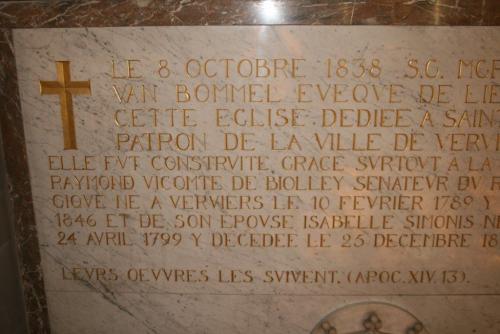 LE 8 OCTOBRE 1838 S.G. MGR
VAN BOMMEL EVEQVE DE LIE
CETTE EGLISE DEDIEE A SAIN
PATRON DE LA VILLE DE VERVI
ELLE FVT CONSTRVITE GRACE SVRTOVT A LA
RAYMOND VICOMTE DE BIOLLEY SENATEVR DV
GIQVE NE A VERVIERS LE 10 FEVRIER 1789 Y
1846 ET DE SON EPOVSE ISABELLE SIMONIS NE
24 AVRIL 1799 Y DECEDEE LE 25 DECEMBRE 18
LEVRS OEVVRES LES SVIVENT. (APOC. XIV. 13).